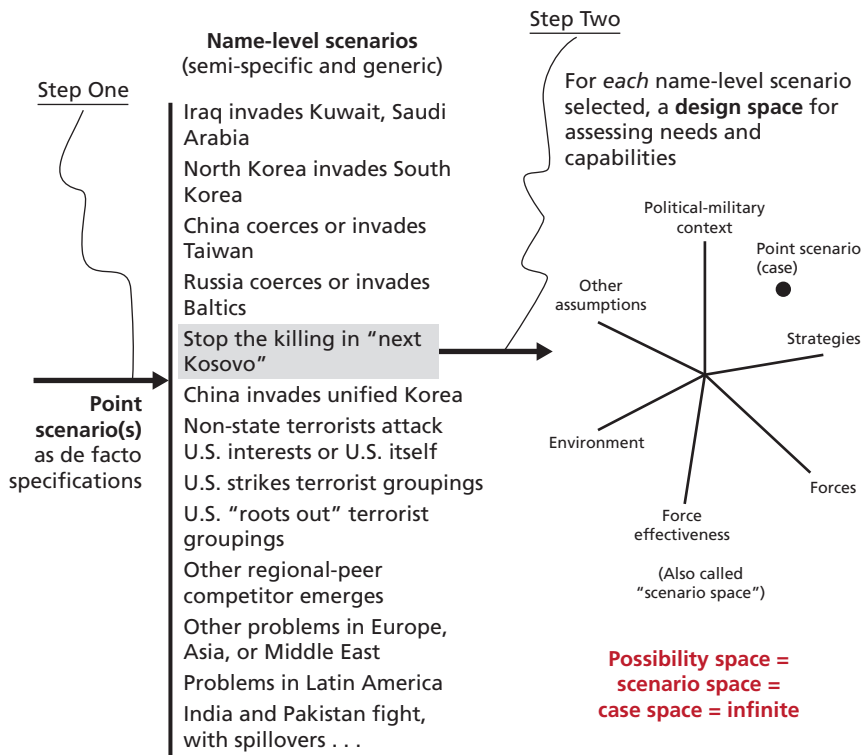 Step One
Point
scenario(s)
as de facto
specifications
Name-level scenarios
(semi-specific and generic)
Iraq invades Kuwait, Saudi
Arabia
North Korea invades South
Korea
China coerces or invades
Taiwan
Russia coerces or invades
Baltics
Stop the killing in “next
Kosovo”
China invades unified Korea
Non-state terrorists attack
U.S. interests or U.S. itself
U.S. strikes terrorist groupings
U.S. “roots out” terrorist
groupings
Other regional-peer
competitor emerges
Other problems in Europe,
Asia, or Middle East
Problems in Latin America
India and Pakistan fight,
with spillovers . . .
Step Two
For each name-level scenario
selected, a design space for
assessing needs and
capabilities
Political-military
context
Point scenario
(case)
Other
assumptions
Strategies
Environment
Forces
Force
effectiveness
(Also called
“scenario space”)
Possibility space =
scenario space =
case space = infinite